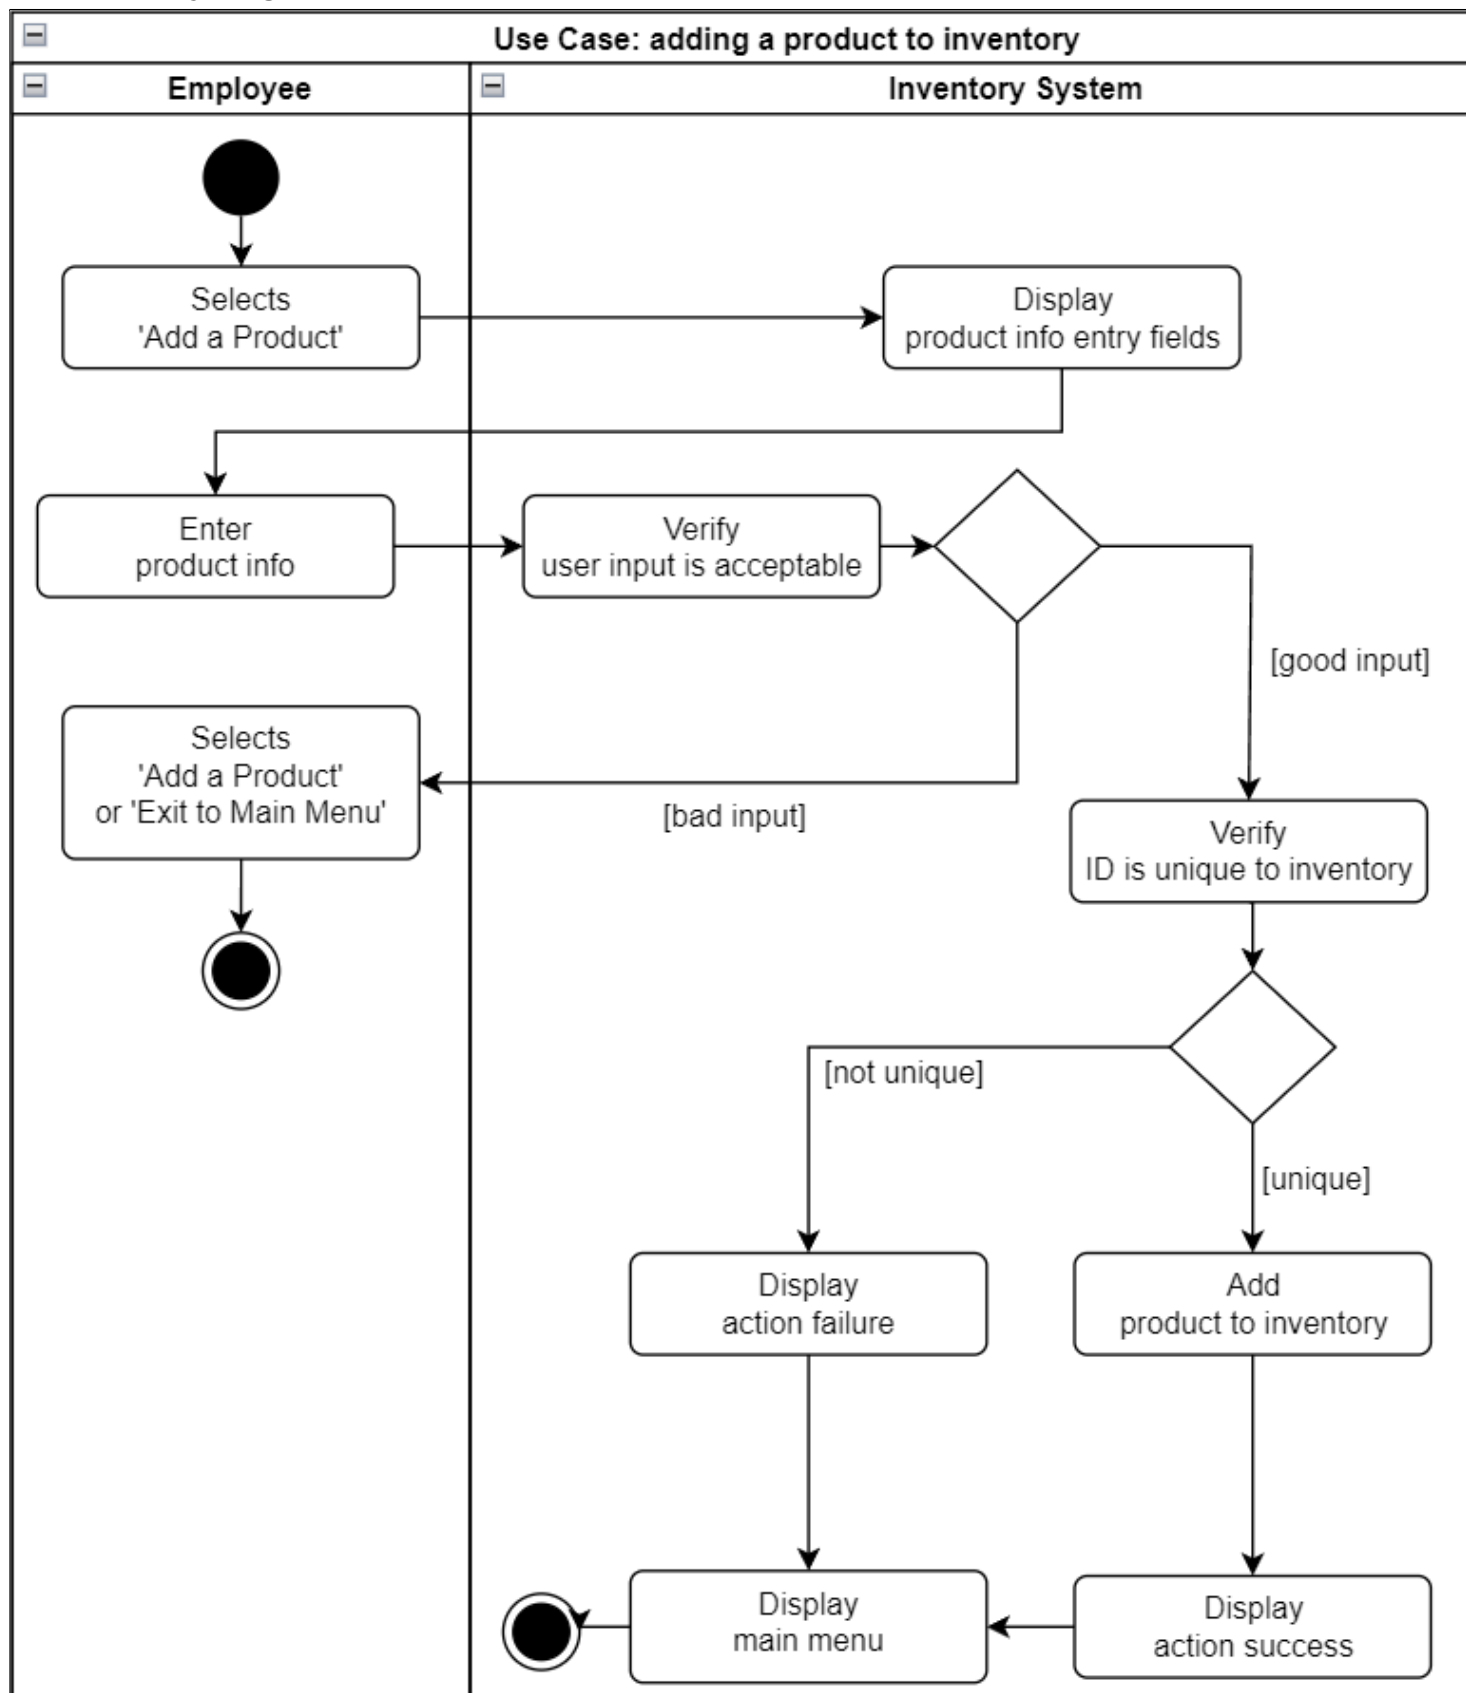 Use Case: adding a product to inventory
Employee
Inventory System
Selects
'Add a Product'
Display
product info entry fields
Enter
product info
Verify
user input is acceptable
[good input]
Selects
'Add a Product'
or 'Exit to Main Menu'
[bad input]
Verify
ID is unique to inventory
[not unique]
[unique]
Display
action failure
Add
product to inventory
Display
main menu
Display
action success